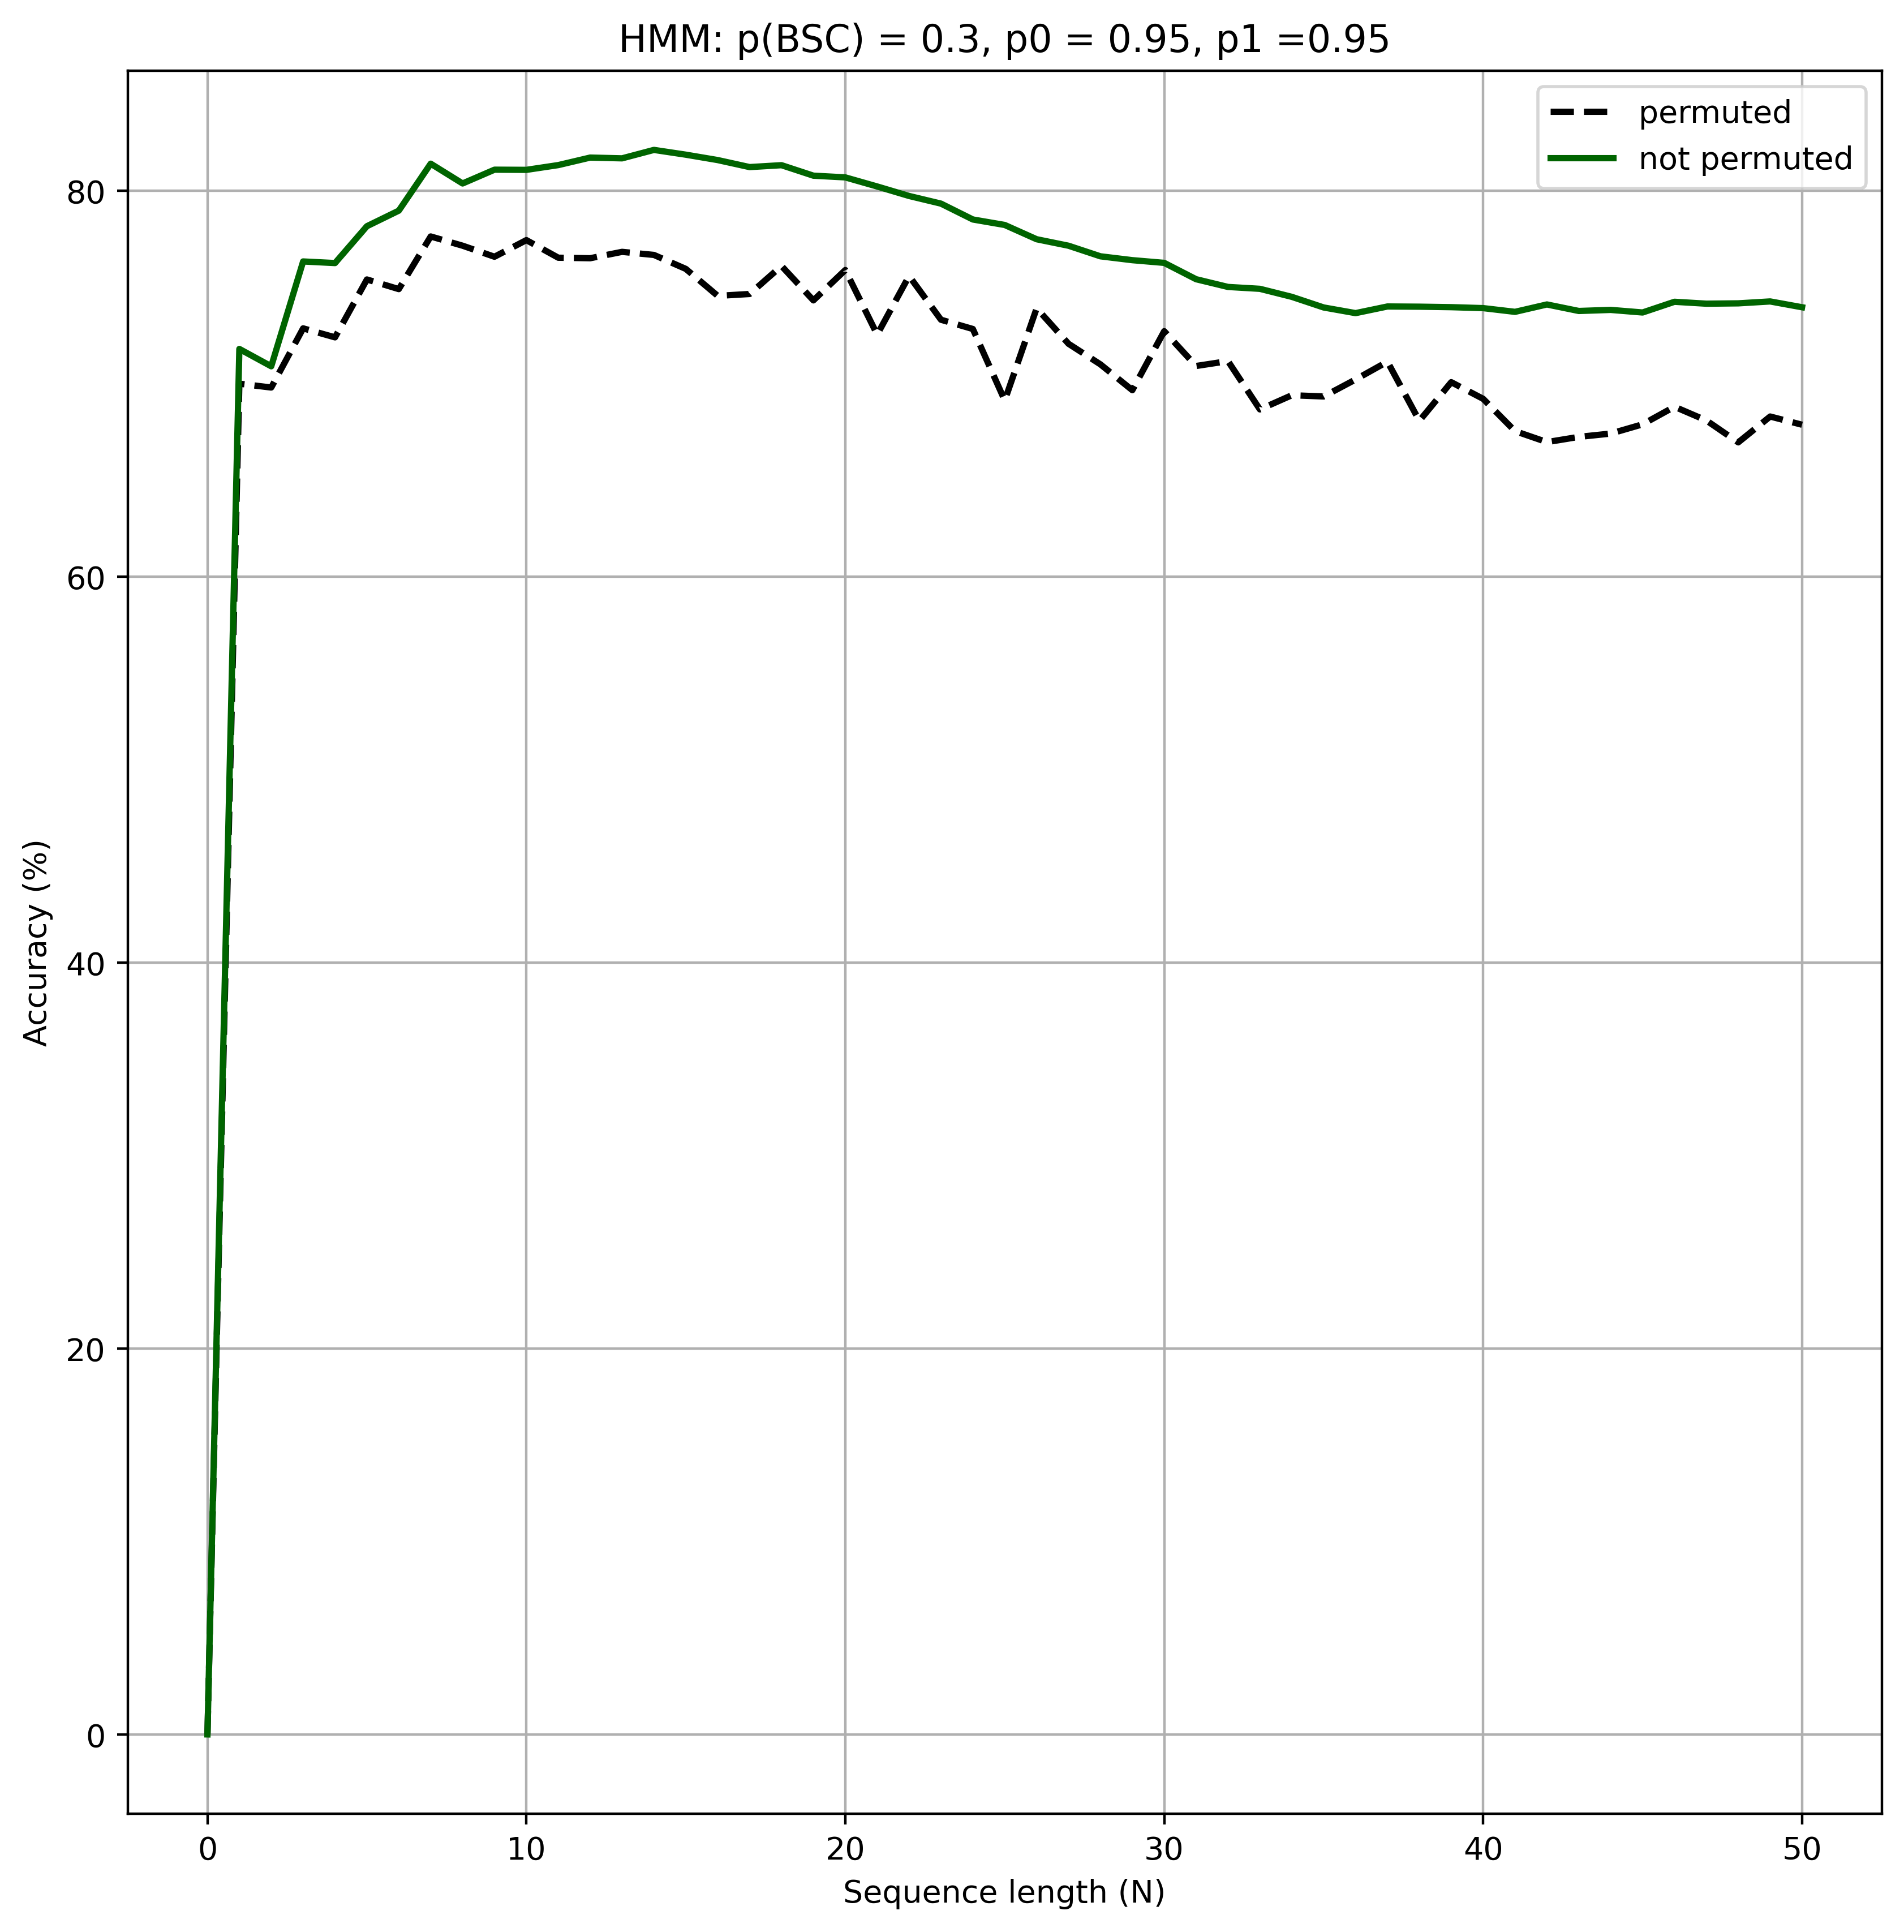 HMM: p(BSC) = 0.3, p0 = 0.95, p1 =0.95
permuted
not permuted
80
60
40
20
0
Accuracy (%)
0 10 20 30 40 50
Sequence length (N)